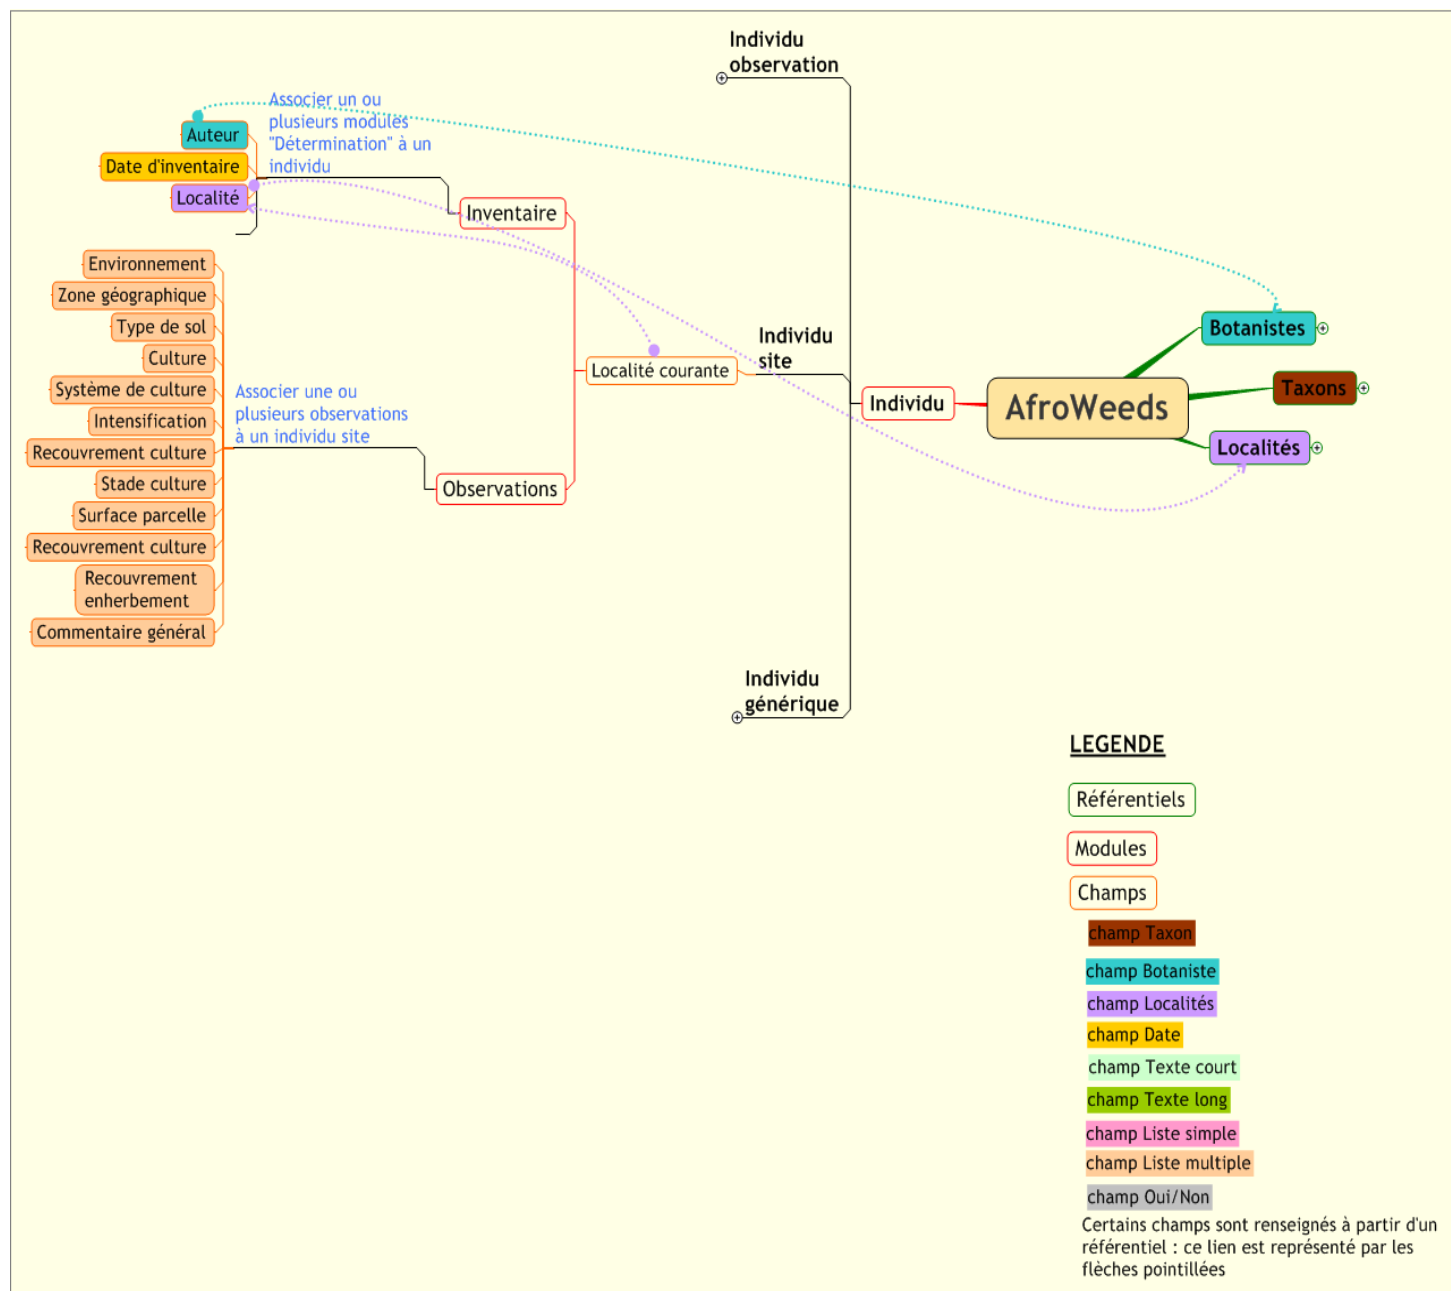 Individu
observation
Associer un ou
plusieurs modules
"Détermination" à un
individu
Auteur
Date d'inventaire
Localité
Inventaire
Environnement
Zone géographique
Type de sol
Culture
Système de culture
Intensification
Recouvrement culture
Stade culture
Surface parcelle
Recouvrement culture
Recouvrement
enherbement
Commentaire général
Associer une ou
plusieurs observations
à un individu site
Observations
Localité courante
Individu
site
Individu
AfroWeeds
Botanistes
Taxons
Localités
Individu
générique
LEGENDE
Référentiels
Modules
Champs
champ Taxon
champ Botaniste
champ Localités
champ Date
champ Texte court
champ Texte long
champ Liste simple
champ Liste multiple
champ Oui/Non
Certains champs sont renseignés à partir d'un
référentiel : ce lien est représenté par les
flèches pointillées